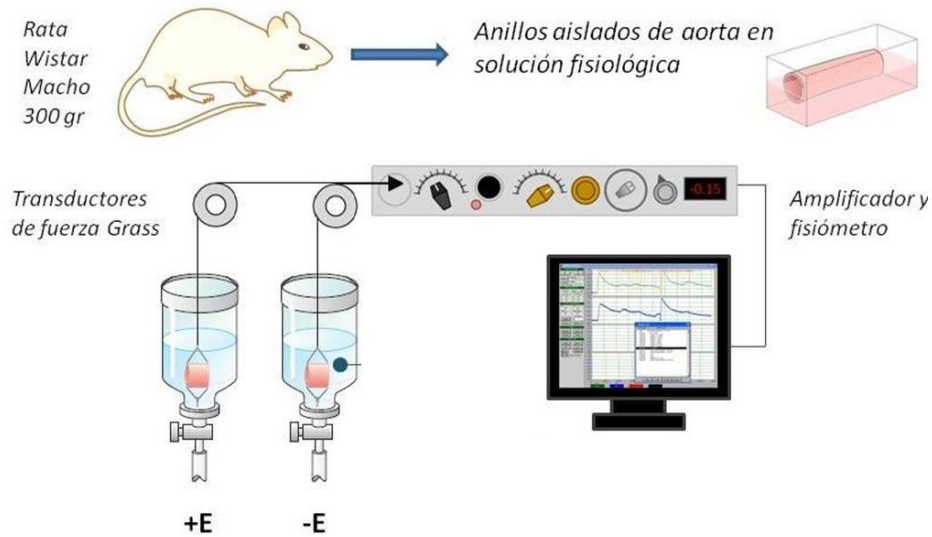 Rata
Wistar
Macho
300 gr
Anillos aislados de aorta en
solución fisiológica
Transductores
de fuerza Grass
-0.15
Amplificador y
fisiómetro
+E
-E